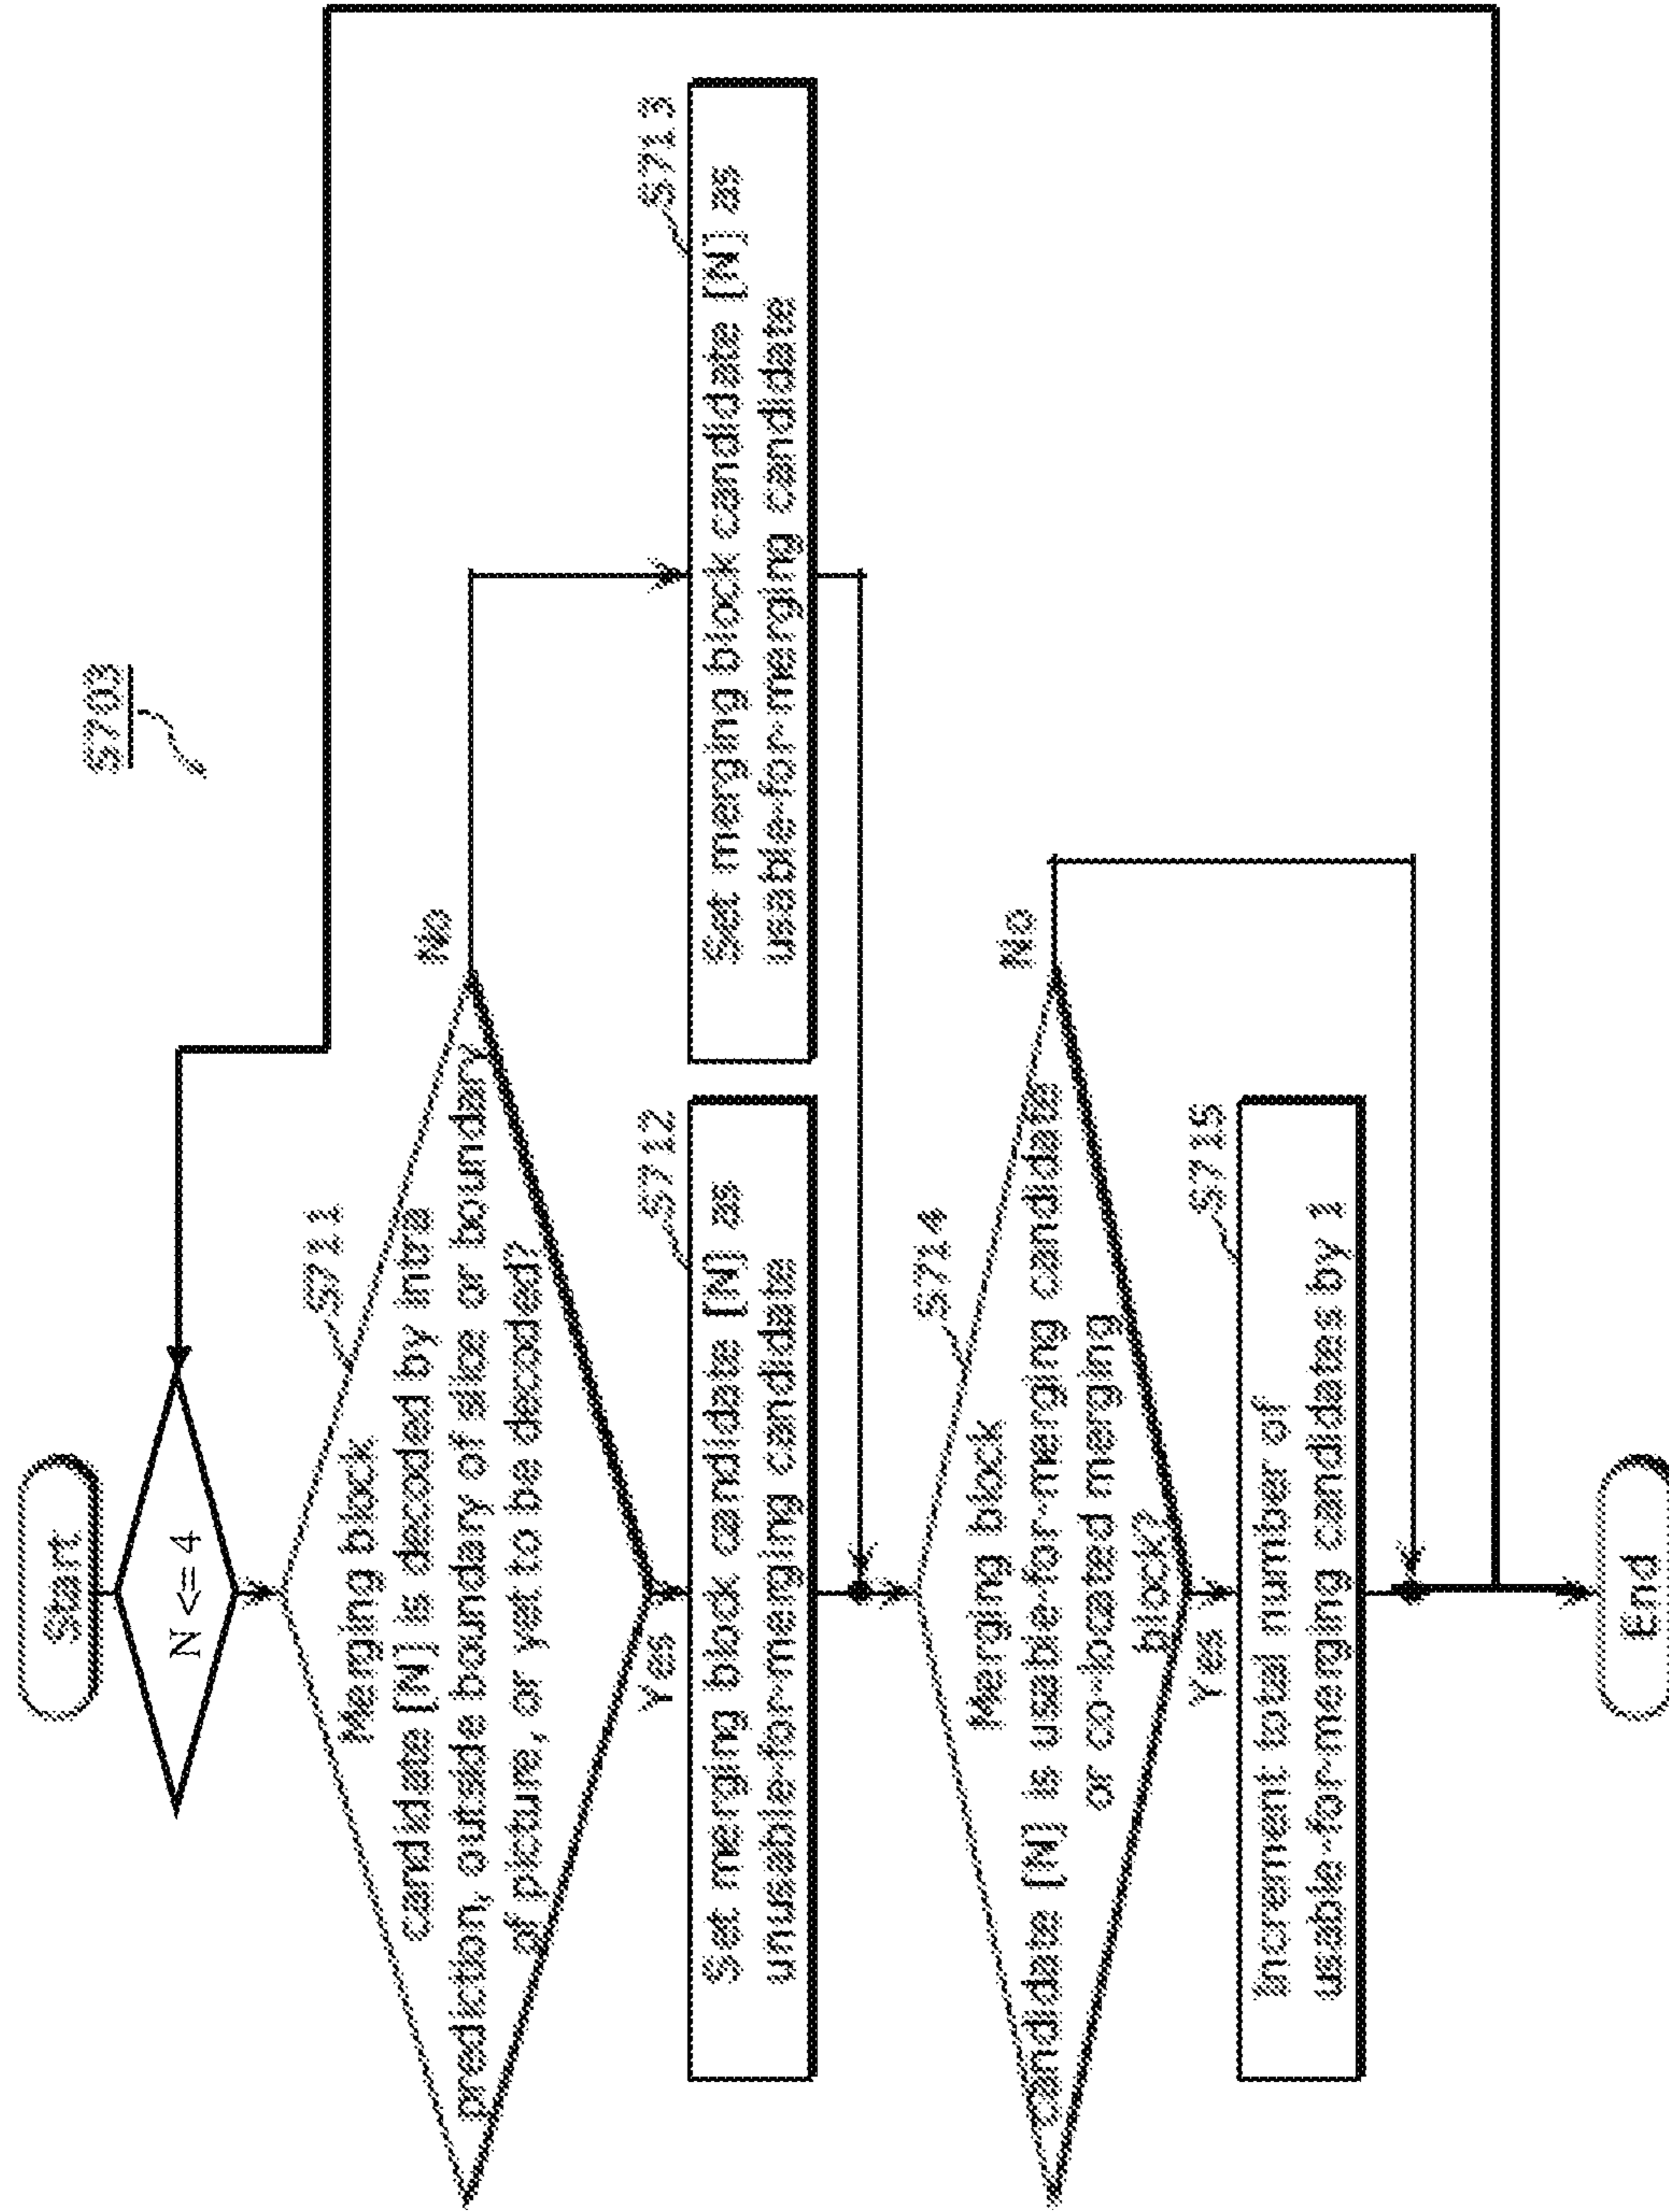 S703
Start
N <= 4
S711
Merging block
candidate [N] is decoded by intra
prediction, outside boundary of slice or boundary
of picture, or yet to be decoded?
No
Yes
S712
Set merging block candidate [N] as
unusable-for-merging candidate
S713
Set merging block candidate [N] as
usable-for-merging candidate
S714
Merging block
candidate [N] is usable-for-merging candidate
or co-located merging
block?
No
Yes
S715
Increment total number of
usable-for-merging candidates by 1
End